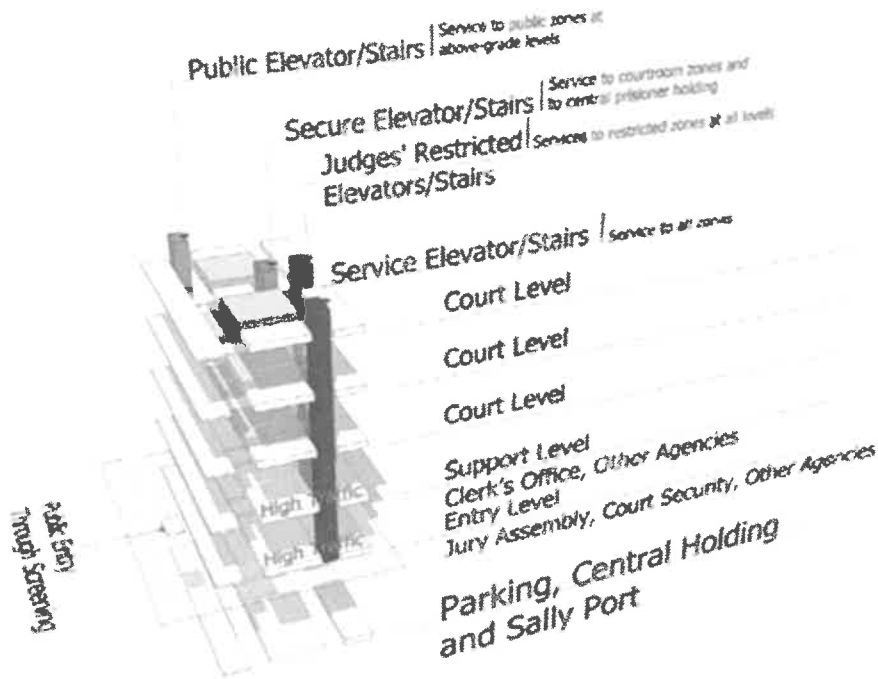 Public Elevator/Stairs
Service to public zones at
above-grade levels
Secure Elevator/Stairs
Service to courtroom zones and
to central prisioner holding
Judges' Restricted
Elevators/Stairs
Services to restricted zones at all levels
Service Elevator/Stairs
Service to all zones
Court Level
Court Level
Court Level
Support Level
Clerk's Office, Other Agencies
Entry Level
Jury Assembly, Court Security, Other Agencies
High Traffic
High Traffic
Public Entry
Through Screening
Parking, Central Holding
and Sally Port